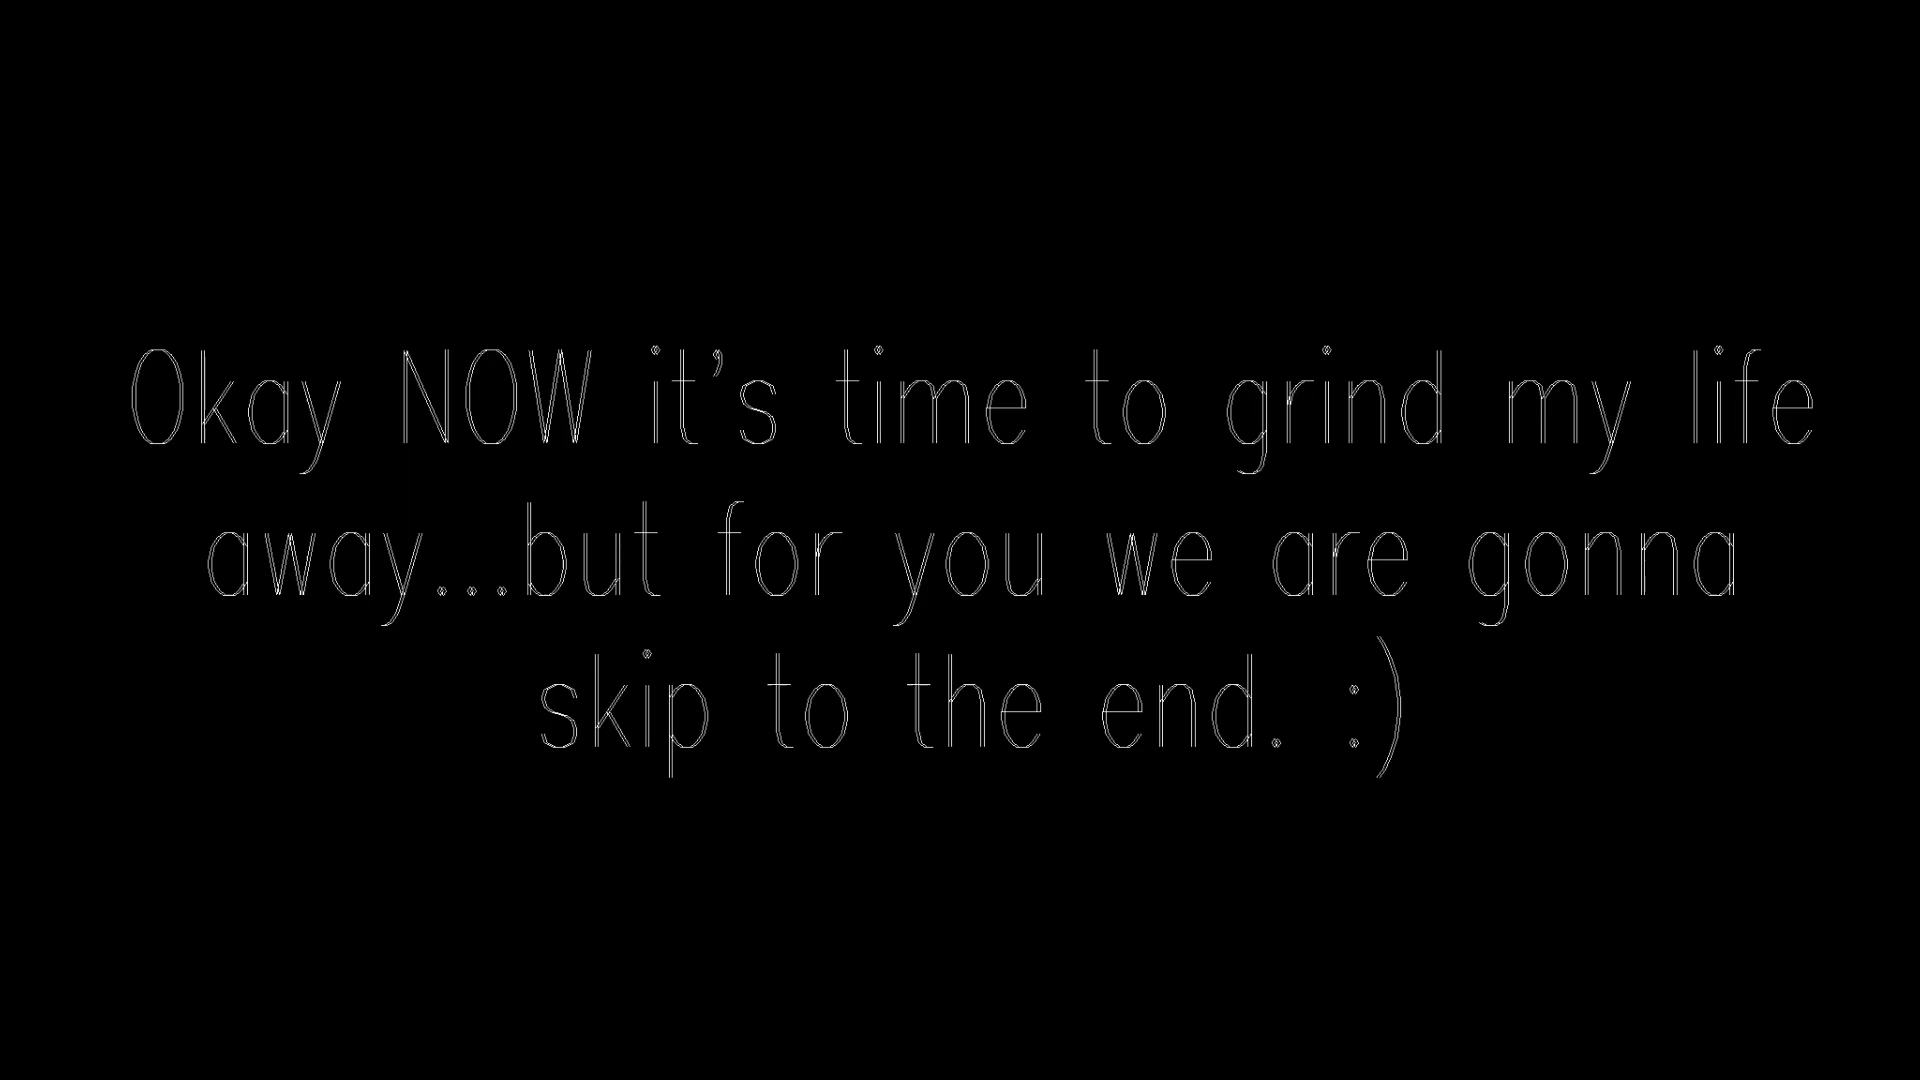 Okay NOW it’s time to grind my life
away...but for you we are gonna
skip to the end. :)